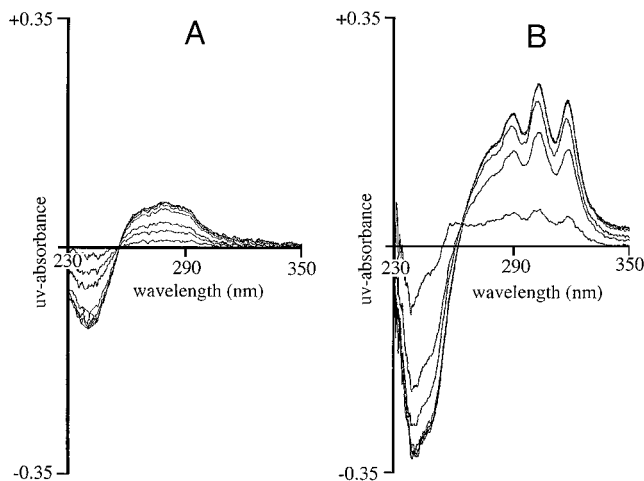 +0.35
A
uv-absorbance
230
290
350
wavelength (nm)
-0.35
+0.35
B
uv-absorbance
230
290
350
wavelength (nm)
-0.35